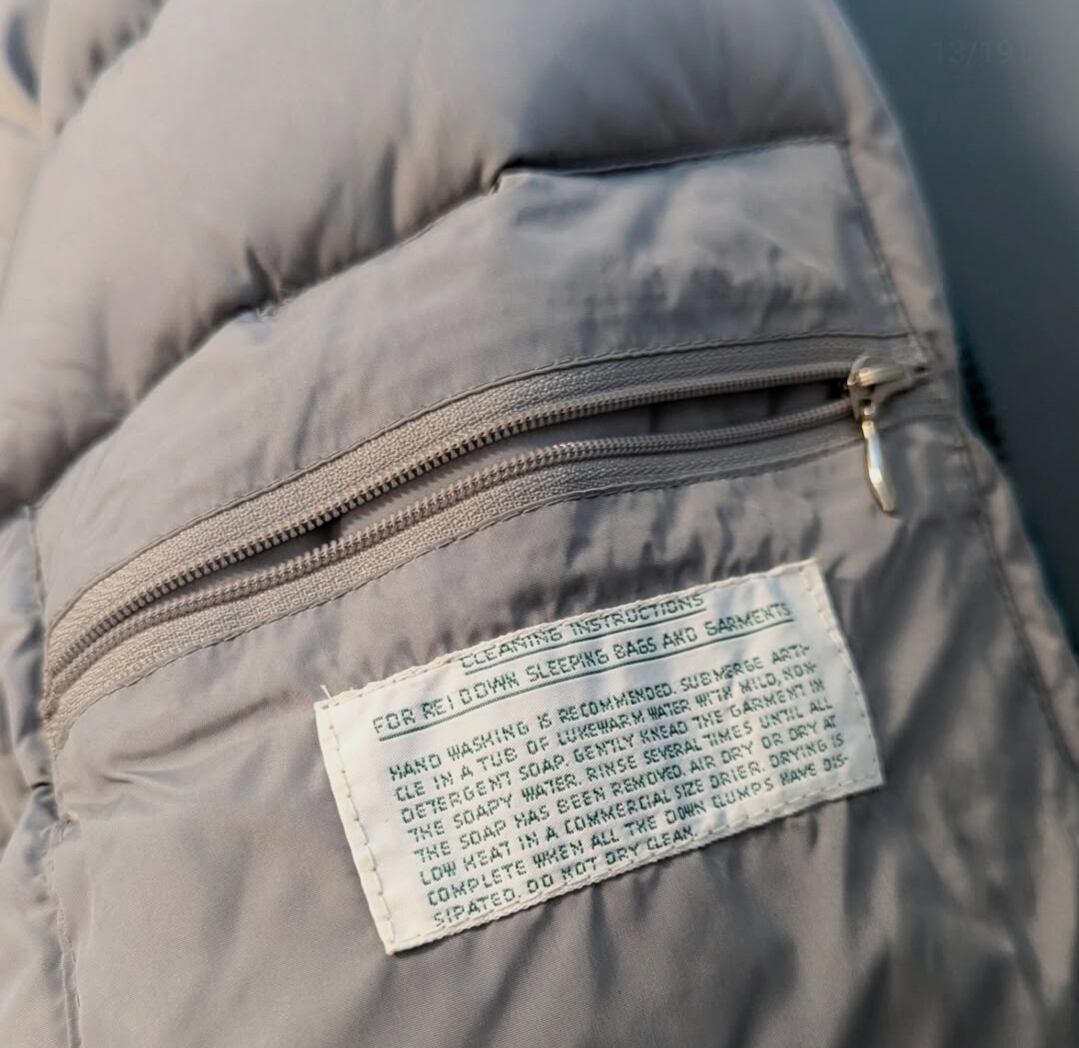 13/19
CLEANING INSTRUCTIONS
FOR REI DOWN SLEEPING BAGS AND GARMENTS
HAND WASHING IS RECOMMENDED. SUBMERGE ARTI-
CLE IN A TUB OF LUKEWARM WATER WITH MILD, NON-
DETERGENT SOAP. GENTLY KNEAD THE GARMENT IN
THE SOAPY WATER. RINSE SEVERAL TIMES UNTIL ALL
THE SOAP HAS BEEN REMOVED. AIR DRY OR DRY AT
LOW HEAT IN A COMMERCIAL SIZE DRIER. DRYING IS
COMPLETE WHEN ALL THE DOWN CLUMPS HAVE DIS-
SIPATED. DO NOT DRY CLEAN.